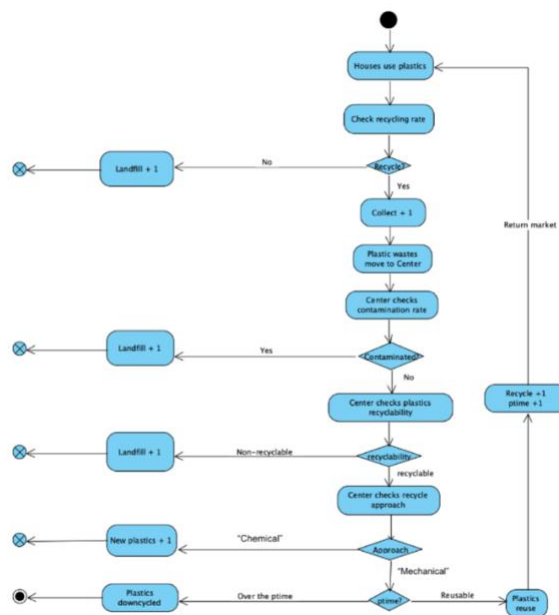 Houses use plastics
Check recycling rate
Landfill + 1
No
Recycle?
Yes
Collect + 1
Return market
Plastic wastes
move to Center
Center checks
contamination rate
Landfill + 1
Yes
Contaminated?
No
Recycle +1
ptime +1
Center checks plastics
recyclability
Landfill + 1
Non-recyclable
recyclability
recyclable
Center checks recycle
approach
New plastics + 1
"Chemical"
Approach
"Mechanical"
Plastics
downcycled
Over the ptime
ptime?
Reusable
Plastics
reuse